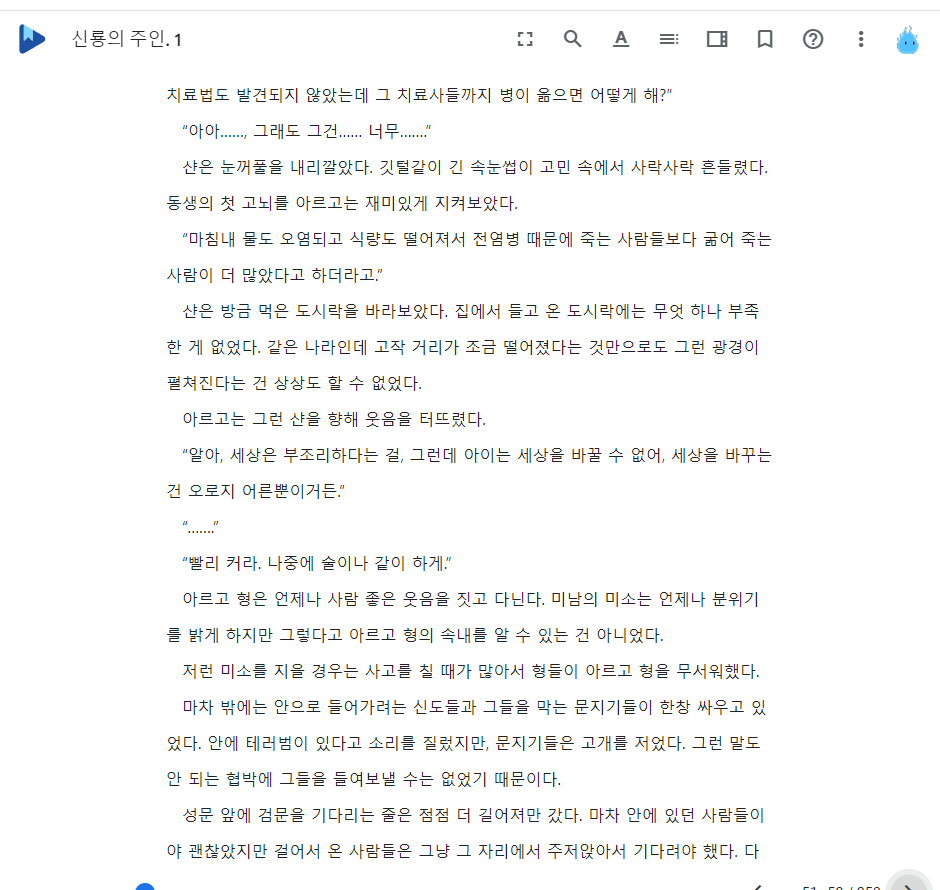 신룡의 주인. 1
치료법도 발견되지 않았는데 그 치료사들까지 병이 옮으면 어떻게 해?”
“아아……, 그래도 그건…… 너무…….”
샨은 눈꺼풀을 내리깔았다. 깃털같이 긴 속눈썹이 고민 속에서 사락사락 흔들렸다.
동생의 첫 고뇌를 아르고는 재미있게 지켜보았다.
“마침내 물도 오염되고 식량도 떨어져서 전염병 때문에 죽는 사람들보다 굶어 죽는
사람이 더 많았다고 하더라고.”
샨은 방금 먹은 도시락을 바라보았다. 집에서 들고 온 도시락에는 무엇 하나 부족
한 게 없었다. 같은 나라인데 고작 거리가 조금 떨어졌다는 것만으로도 그런 광경이
펼쳐진다는 건 상상도 할 수 없었다.
아르고는 그런 샨을 향해 웃음을 터뜨렸다.
“알아, 세상은 부조리하다는 걸, 그런데 아이는 세상을 바꿀 수 없어, 세상을 바꾸는
건 오로지 어른뿐이거든.”
“…….”
“빨리 커라. 나중에 술이나 같이 하게.”
아르고 형은 언제나 사람 좋은 웃음을 짓고 다닌다. 미남의 미소는 언제나 분위기
를 밝게 하지만 그렇다고 아르고 형의 속내를 알 수 있는 건 아니었다.
저런 미소를 지을 경우는 사고를 칠 때가 많아서 형들이 아르고 형을 무서워했다.
마차 밖에는 안으로 들어가려는 신도들과 그들을 막는 문지기들이 한창 싸우고 있
었다. 안에 테러범이 있다고 소리를 질렀지만, 문지기들은 고개를 저었다. 그런 말도
안 되는 협박에 그들을 들여보낼 수는 없었기 때문이다.
성문 앞에 검문을 기다리는 줄은 점점 더 길어져만 갔다. 마차 안에 있던 사람들이
야 괜찮았지만 걸어서 온 사람들은 그냥 그 자리에서 주저앉아서 기다려야 했다. 다